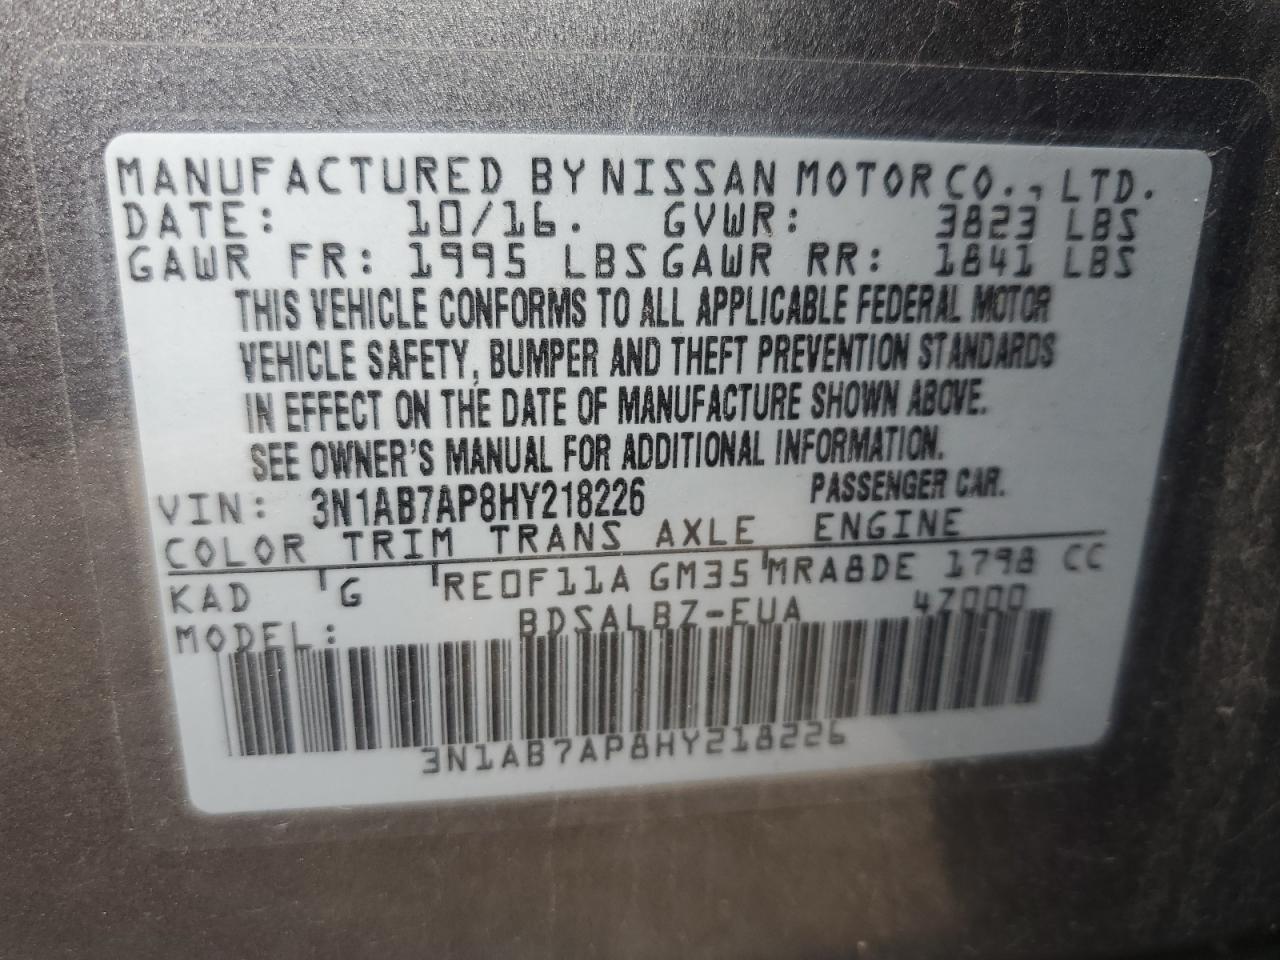 MANUFACTURED BY NISSAN MOTOR CO., LTD.
DATE: 10/16. GVWR: 3823 LBS
GAWR FR: 1995 LBS GAWR RR: 1841 LBS
THIS VEHICLE CONFORMS TO ALL APPLICABLE FEDERAL MOTOR
VEHICLE SAFETY, BUMPER AND THEFT PREVENTION STANDARDS
IN EFFECT ON THE DATE OF MANUFACTURE SHOWN ABOVE.
SEE OWNER'S MANUAL FOR ADDITIONAL INFORMATION.
VIN: 3N1AB7AP8HY218226 PASSENGER CAR.
COLOR TRIM TRANS AXLE ENGINE
KAD G RE0F11A GM35 MRA8DE 1798 CC
MODEL: BDSALBZ-EUA 47000
3N1AB7AP8HY218226